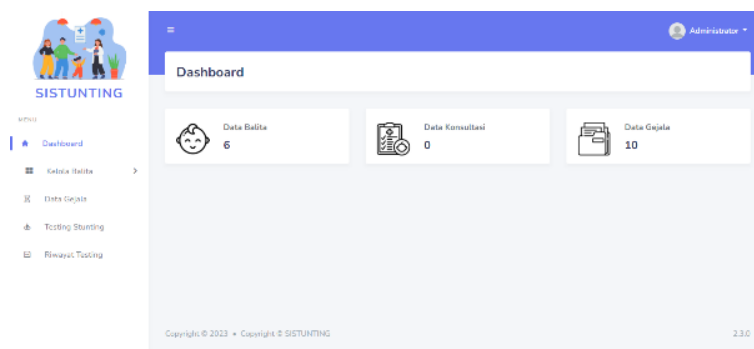 SISTUNTING
MENU
Dashboard
Kelola Balita
Data Gejala
Testing Stunting
Riwayat Testing
Administrator
Dashboard
Data Balita
6
Data Konsultasi
0
Data Gejala
10
Copyright © 2023 • Copyright © SISTUNTING
2.3.0